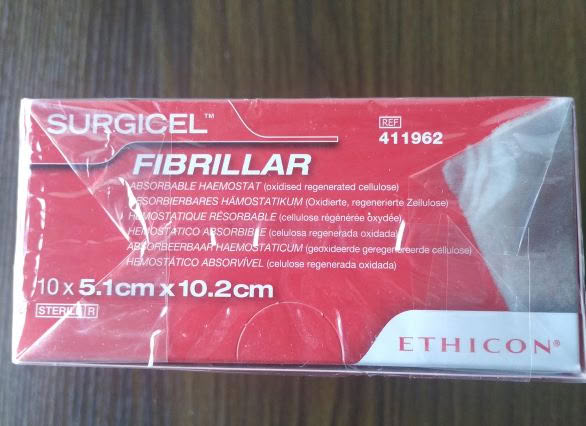 SURGICEL™
REF
411962
FIBRILLAR
ABSORBABLE HAEMOSTAT (oxidised regenerated cellulose)
RESORBIERBARES HÄMOSTATIKUM (Oxidierte, regenerierte Zellulose)
HÉMOSTATIQUE RÉSORBABLE (cellulose régénérée oxydée)
HEMOSTÁTICO ABSORBIBLE (celulosa regenerada oxidada)
ABSORBEERBAAR HAEMOSTATICUM (geoxideerde geregenereerde cellulose)
HEMOSTÁTICO ABSORVÍVEL (celulose regenerada oxidada)
10 x 5.1cm x 10.2cm
STERILE R
ETHICON®